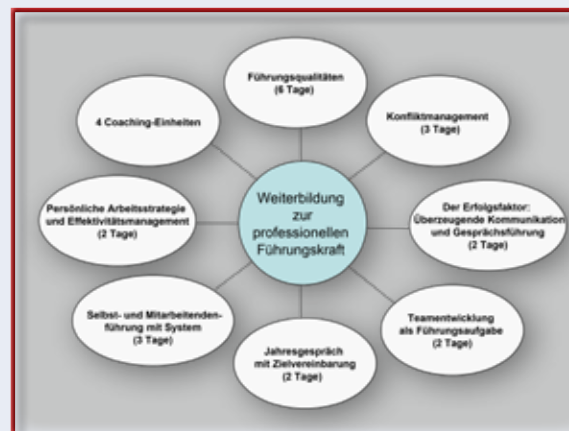 Führungsqualitäten
(6 Tage)
4 Coaching-Einheiten
Konfliktmanagement
(3 Tage)
Weiterbildung
zur
professionellen
Führungskraft
Persönliche Arbeitsstrategie
und Effektivitätsmanagement
(2 Tage)
Der Erfolgsfaktor:
Überzeugende Kommunikation
und Gesprächsführung
(2 Tage)
Selbst- und Mitarbeitenden-
führung mit System
(3 Tage)
Teamentwicklung
als Führungsaufgabe
(2 Tage)
Jahresgespräch
mit Zielvereinbarung
(2 Tage)